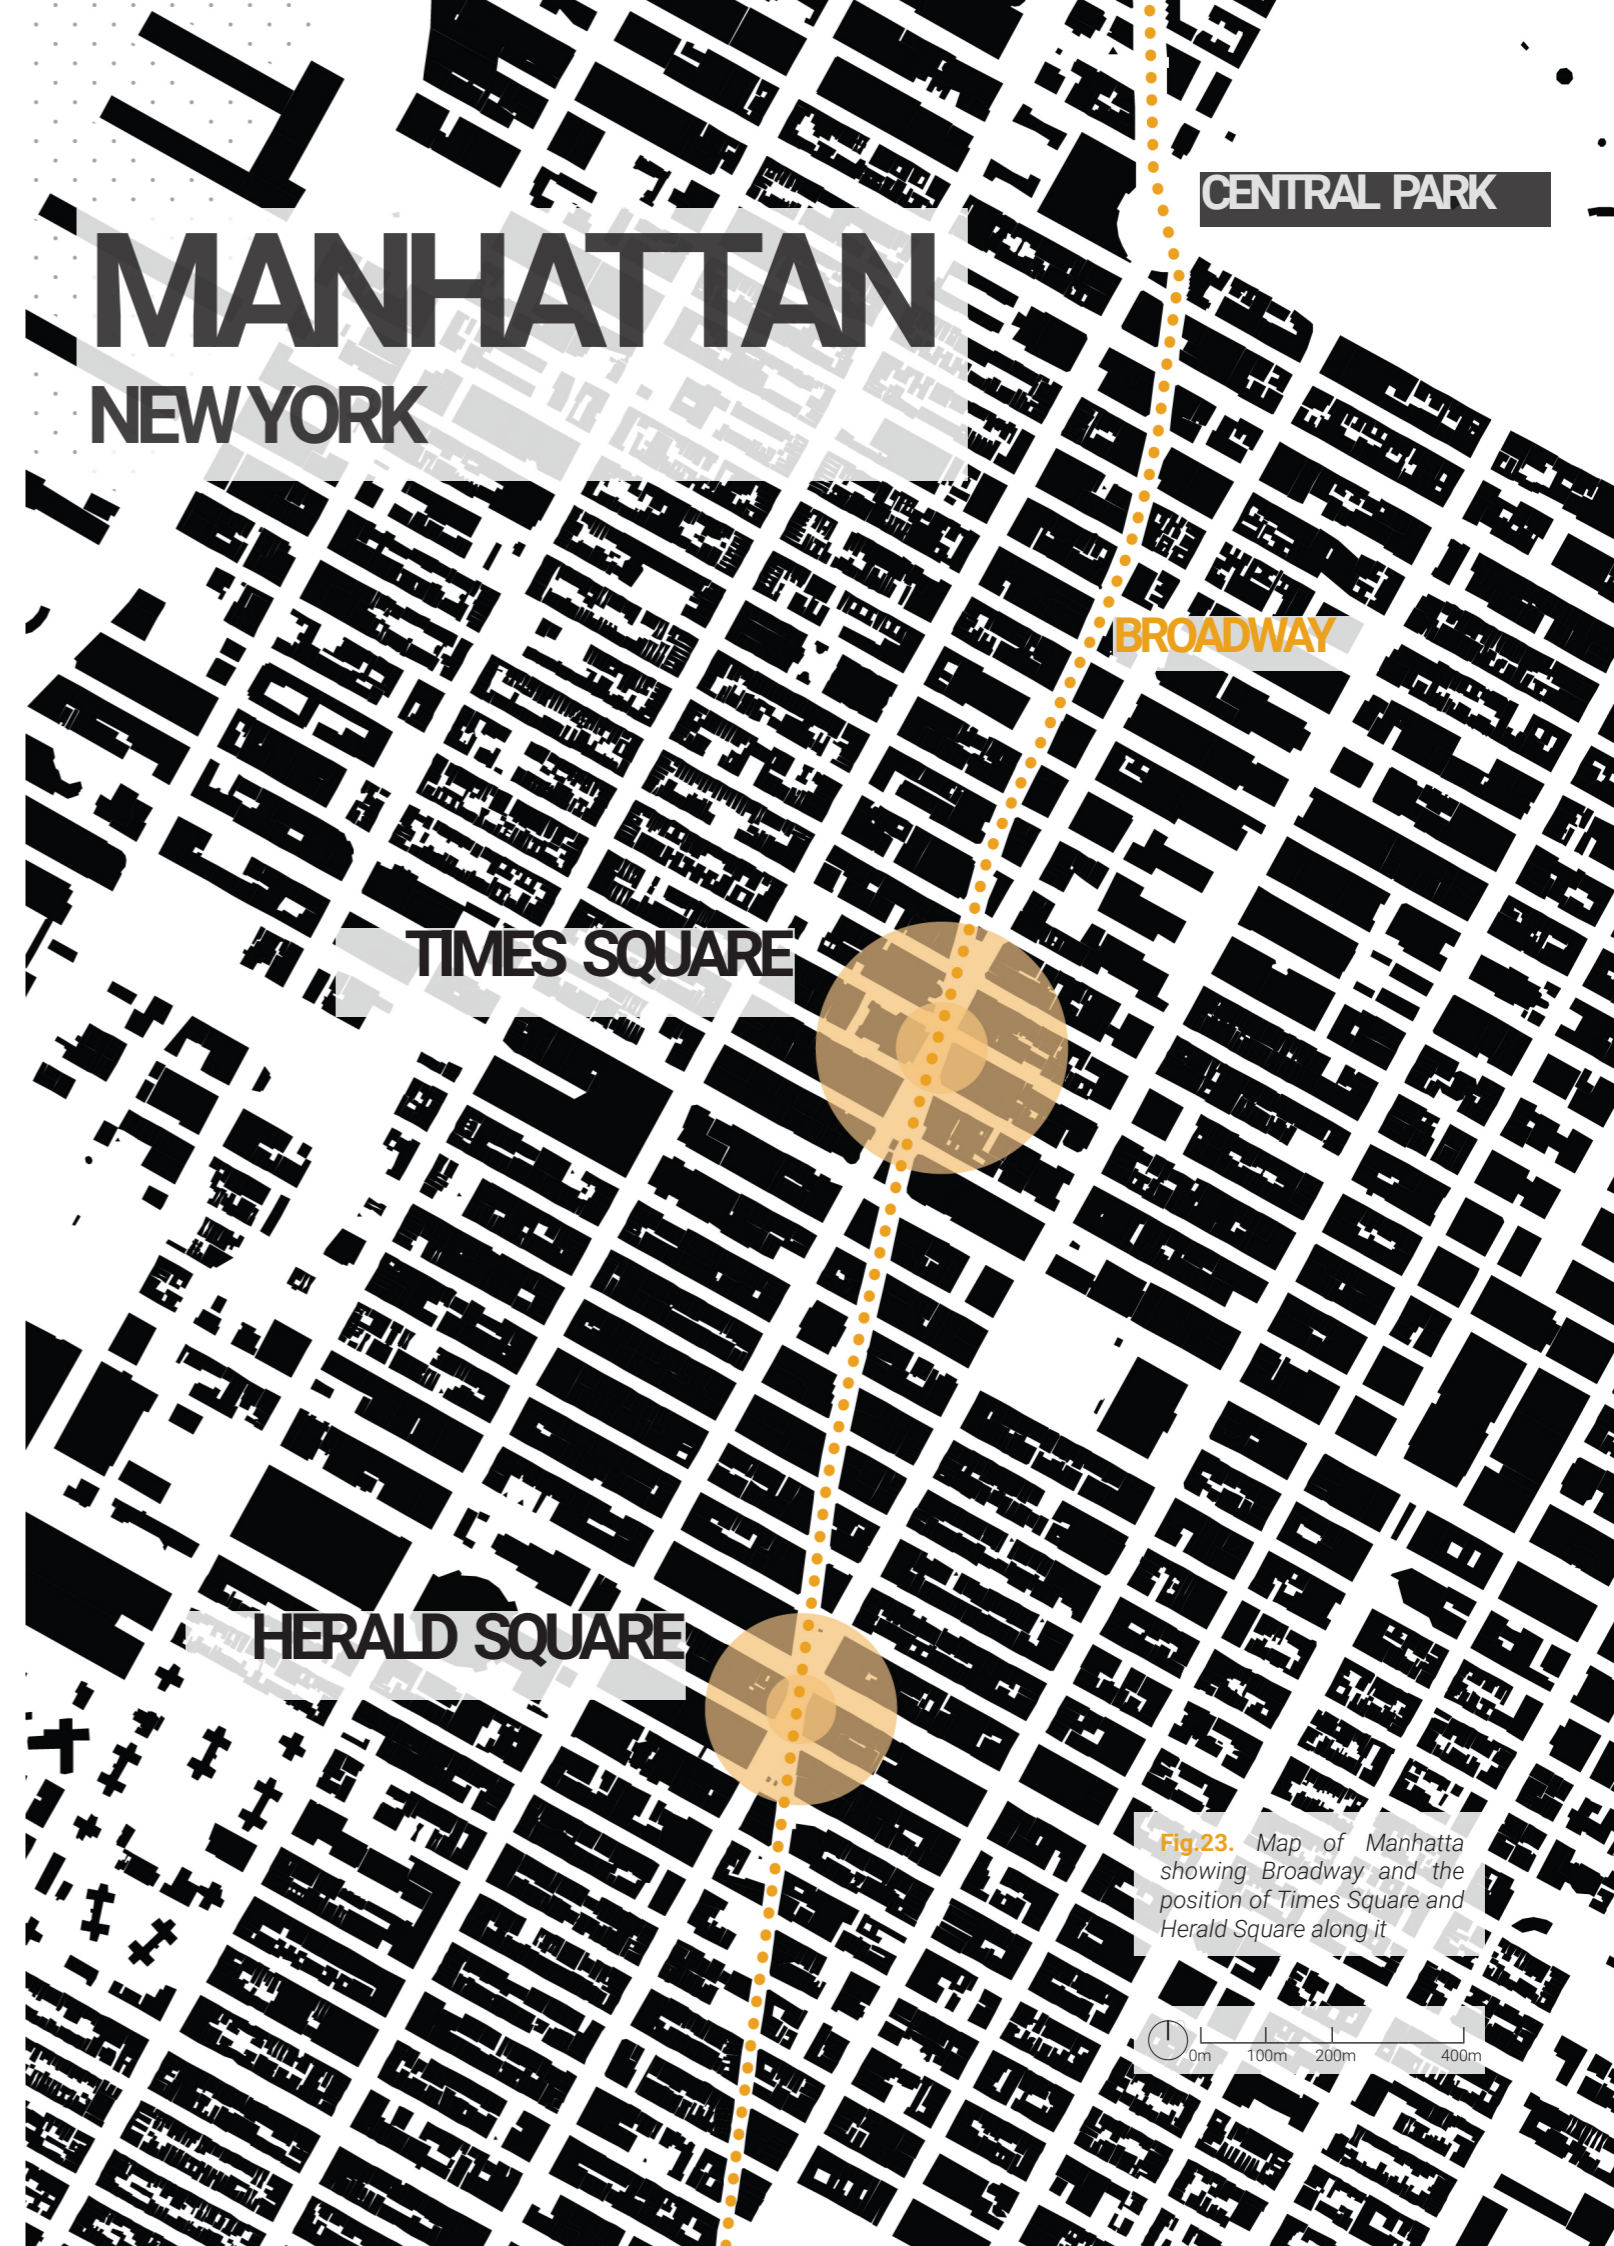 CENTRAL PARK
MANHATTAN
NEW YORK
BROADWAY
TIMES SQUARE
HERALD SQUARE
Fig.23. Map of Manhatta
showing Broadway and the
position of Times Square and
Herald Square along it
0m 100m 200m 400m